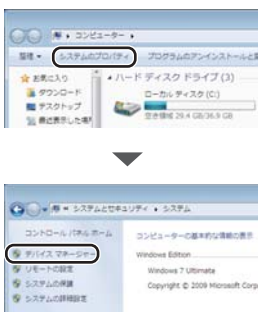 コンピューター
整理
システムのプロパティ
プログラムのアンインストールと
お気に入り
ダウンロード
デスクトップ
最近表示した場
ハード ディスク ドライブ (3)
ローカル ディスク (C:)
空き領域 29.4 GB/36.9 GB
システムとセキュリティ
システム
コントロール パネル ホーム
デバイス マネージャー
リモートの設定
システムの保護
システムの詳細設定
コンピューターの基本的な情報の表示
Windows Edition
Windows 7 Ultimate
Copyright © 2009 Microsoft Corp